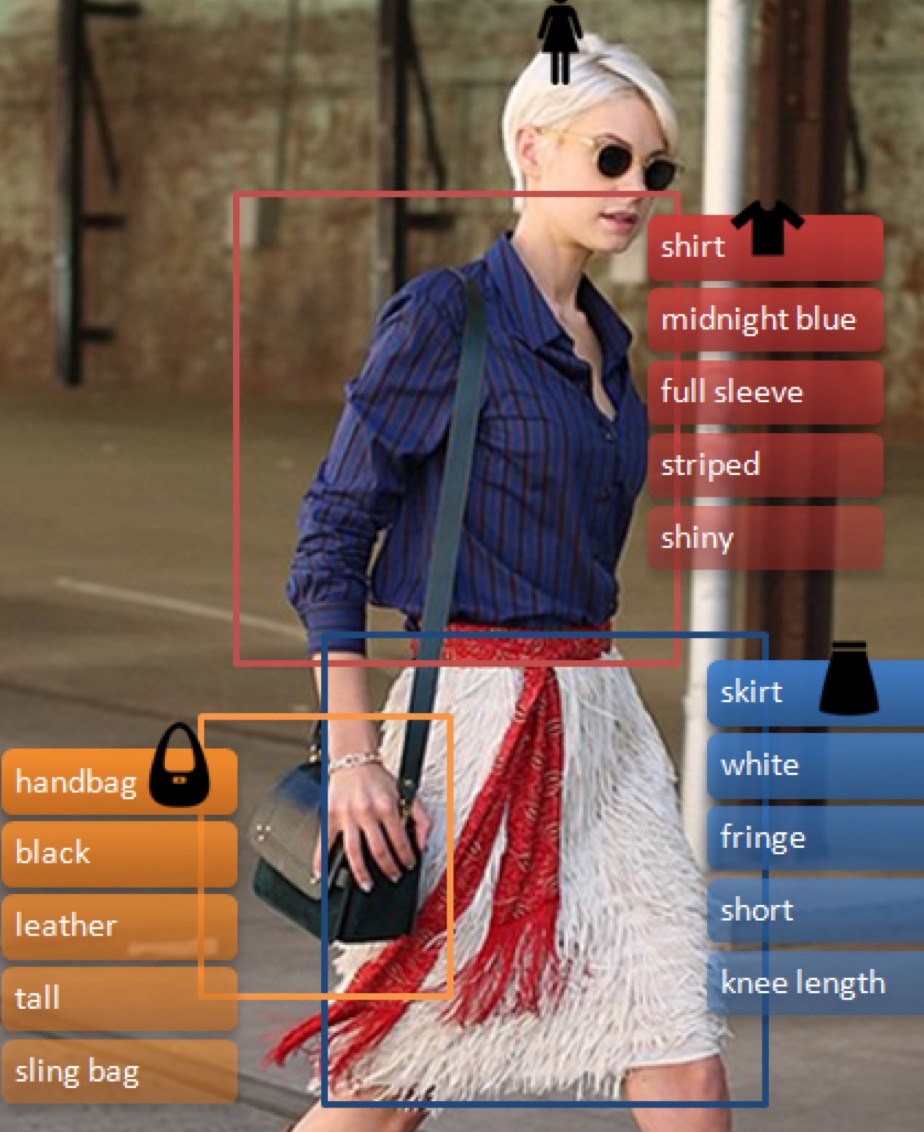 shirt
midnight blue
full sleeve
striped
shiny
skirt
white
fringe
short
knee length
handbag
black
leather
tall
sling bag